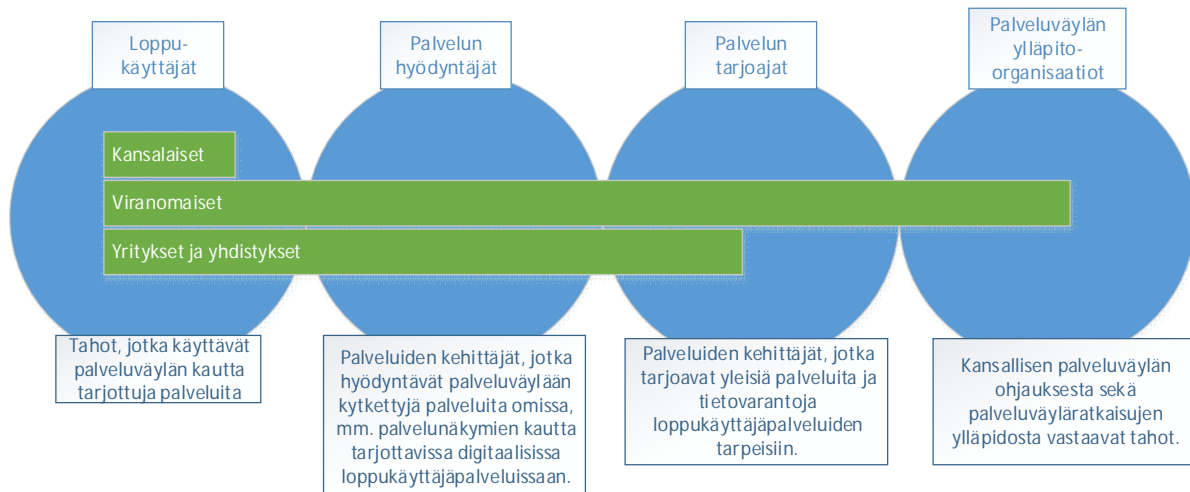 Loppu-
käyttäjät
Palvelun
hyödyntäjät
Palvelun
tarjoajat
Palveluväylän
ylläpito-
organisaatiot
Kansalaiset
Viranomaiset
Yritykset ja yhdistykset
Tahot, jotka käyttävät
palveluväylän kautta
tarjottuja palveluita
Palveluiden kehittäjät, jotka
hyödyntävät palveluväylään
kytkettyjä palveluita omissa,
mm. palvelunäkymien kautta
tarjottavissa digitaalisissa
loppukäyttäjäpalveluissaan.
Palveluiden kehittäjät, jotka
tarjoavat yleisiä palveluita ja
tietovarantoja
loppukäyttäjäpalveluiden
tarpeisiin.
Kansallisen palveluväylän
ohjauksesta sekä
palveluväyläratkaisujen
ylläpidosta vastaavat tahot.